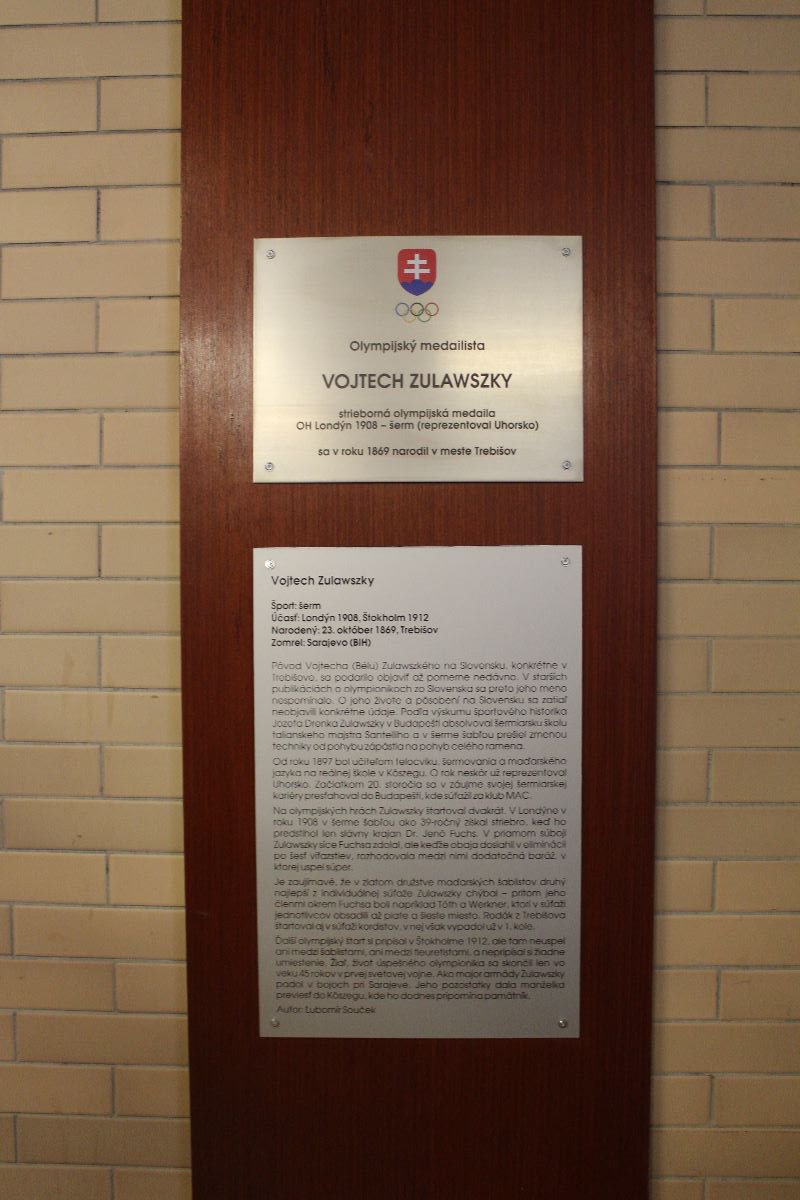 Olympijský medailista
VOJTECH ZULAWSZKY
strieborná olympijská medaila
OH Londýn 1908 – šerm (reprezentoval Uhorsko)
sa v roku 1869 narodil v meste Trebišov
Vojtech Zulawszky
Šport: šerm
Účasť: Londýn 1908, Štokholm 1912
Narodený: 23. október 1869, Trebišov
Zomrel: Sarajevo (BIH)
Pôvod Vojtecha (Bélu) Zulawszkého na Slovensku, konkrétne v
Trebišove, sa podarilo objaviť až pomerne nedávno. V starších
publikáciách o olympionikoch zo Slovenska sa preto jeho meno
nespomínalo. O jeho živote a pôsobení na Slovensku sa zatiaľ
neobjavili konkrétne údaje. Podľa výskumu športového historika
Jozefa Drenka Zulawszky v Budapešti absolvoval šermiarsku školu
talianskeho majstra Santelliho a v šerme šabľou prešiel zmenou
techniky od pohybu zápästia na pohyb celého ramena.
Od roku 1897 bol učiteľom telocviku, šermovania a maďarského
jazyka na reálnej škole v Kőszegu. O rok neskôr už reprezentoval
Uhorsko. Začiatkom 20. storočia sa v záujme svojej šermiarskej
kariéry presťahoval do Budapešti, kde súťažil za klub MAC.
Na olympijských hrách Zulawszky štartoval dvakrát. V Londýne v
roku 1908 v šerme šabľou ako 39-ročný získal striebro, keď ho
predstihol len slávny krajan Dr. Jenő Fuchs. V priamom súboji
Zulawszky síce Fuchsa zdolal, ale keďže obaja dosiahli v eliminácii
po šesť víťazstiev, rozhodovala medzi nimi dodatočná baráž, v
ktorej uspel súper.
Je zaujímavé, že v zlatom družstve maďarských šablistov druhý
najlepší z individuálnej súťaže Zulawszky chýbal – pritom jeho
členmi okrem Fuchsa boli napríklad Tóth a Werkner, ktorí v súťaži
jednotlivcov obsadili až piate a šieste miesto. Rodák z Trebišova
štartoval aj v súťaži kordistov, v nej však vypadol už v 1. kole.
Ďalší olympijský štart si pripísal v Štokholme 1912, ale tam neuspel
ani medzi šablistami, ani medzi fleuretistami, a nepripísal si žiadne
umiestenie. Žiaľ, život úspešného olympionika sa skončil len vo
veku 45 rokov v prvej svetovej vojne. Ako major armády Zulawszky
padol v bojoch pri Sarajeve. Jeho pozostatky dala manželka
previesť do Kőszegu, kde ho dodnes pripomína pamätník.
Autor: Ľubomír Souček